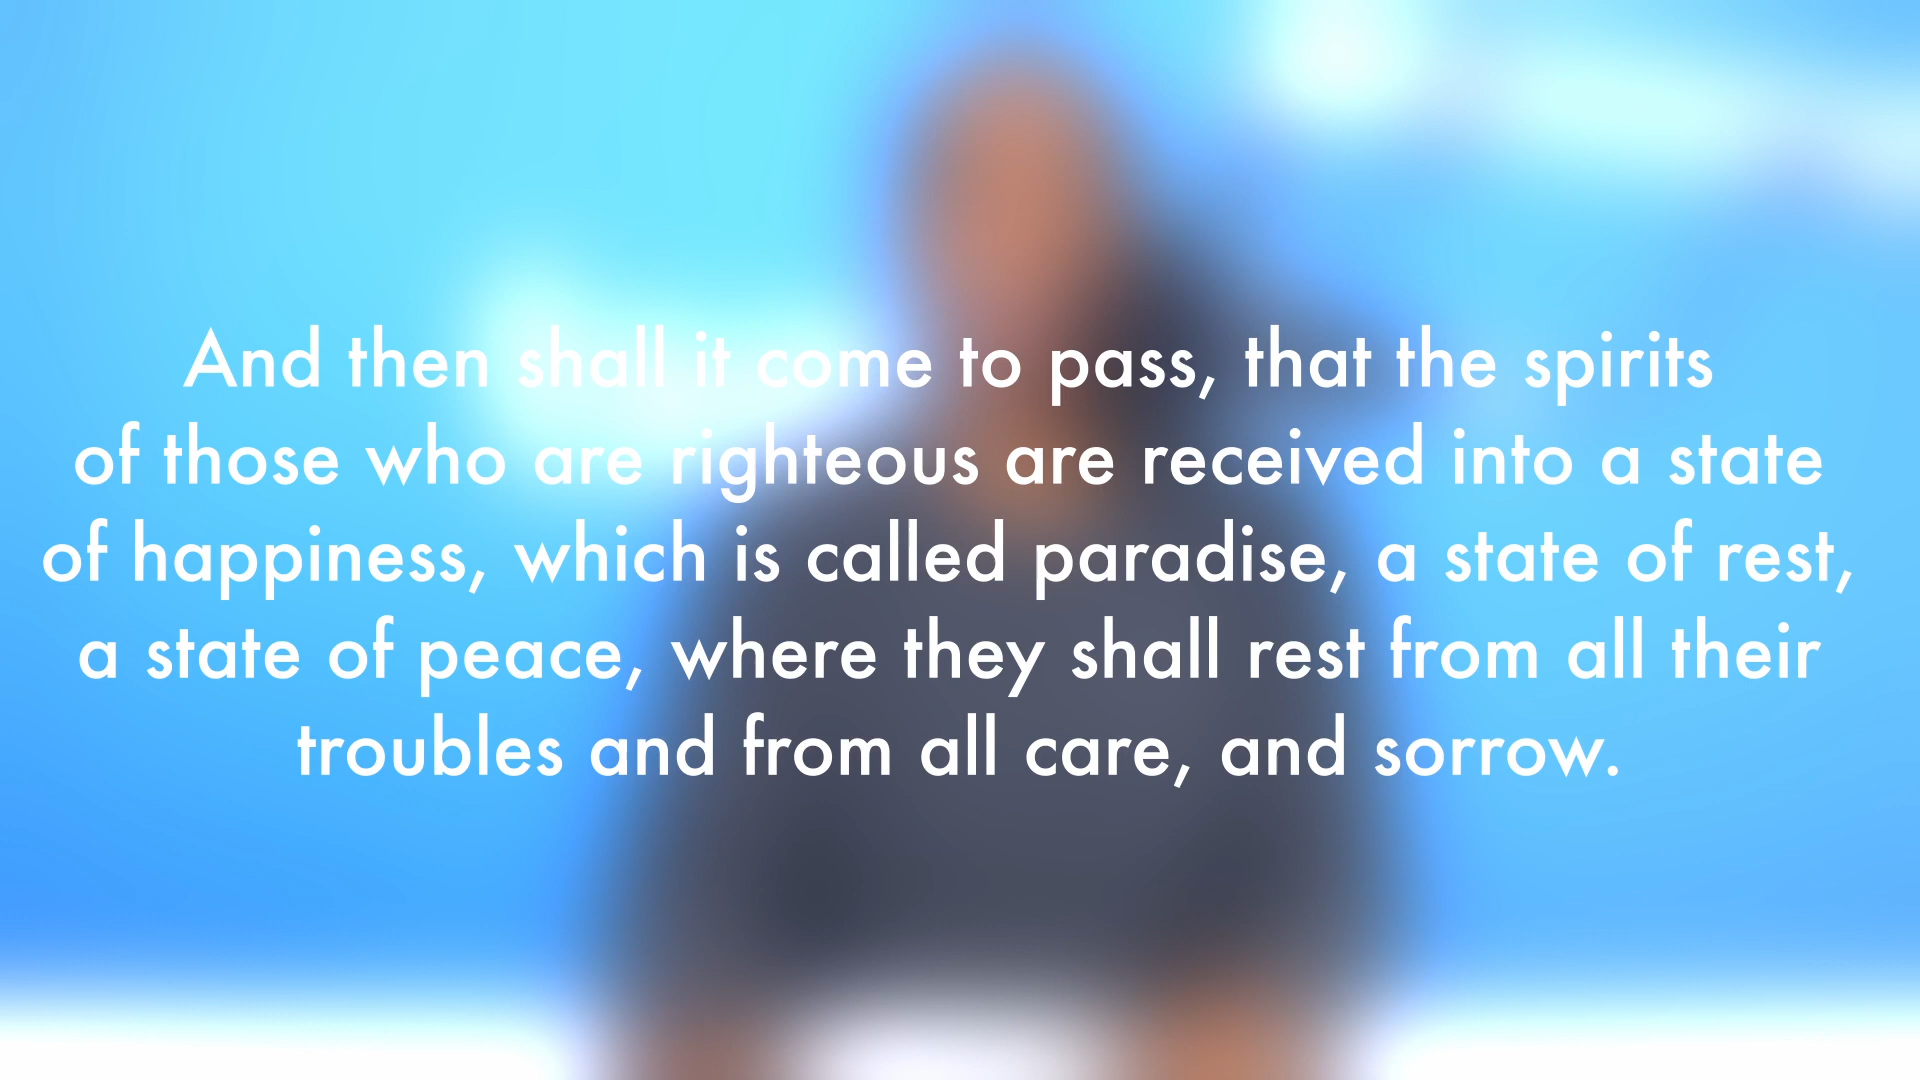 And then shall it come to pass, that the spirits
of those who are righteous are received into a state
of happiness, which is called paradise, a state of rest,
a state of peace, where they shall rest from all their
troubles and from all care, and sorrow.